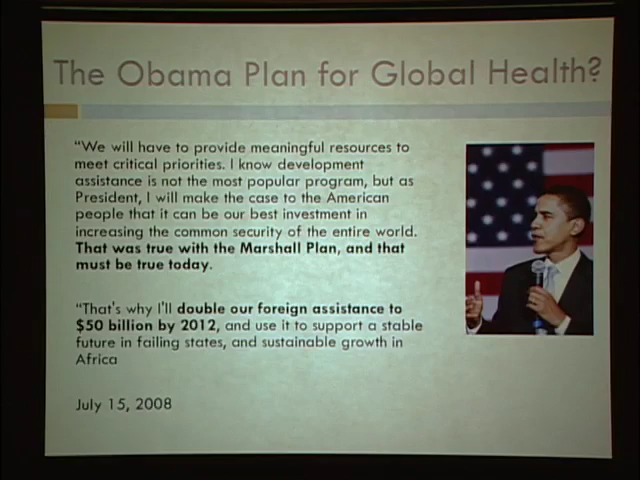 The Obama Plan for Global Health?
"We will have to provide meaningful resources to
meet critical priorities. I know development
assistance is not the most popular program, but as
President, I will make the case to the American
people that it can be our best investment in
increasing the common security of the entire world.
That was true with the Marshall Plan, and that
must be true today.
"That's why I'll double our foreign assistance to
$50 billion by 2012, and use it to support a stable
future in failing states, and sustainable growth in
Africa
July 15, 2008